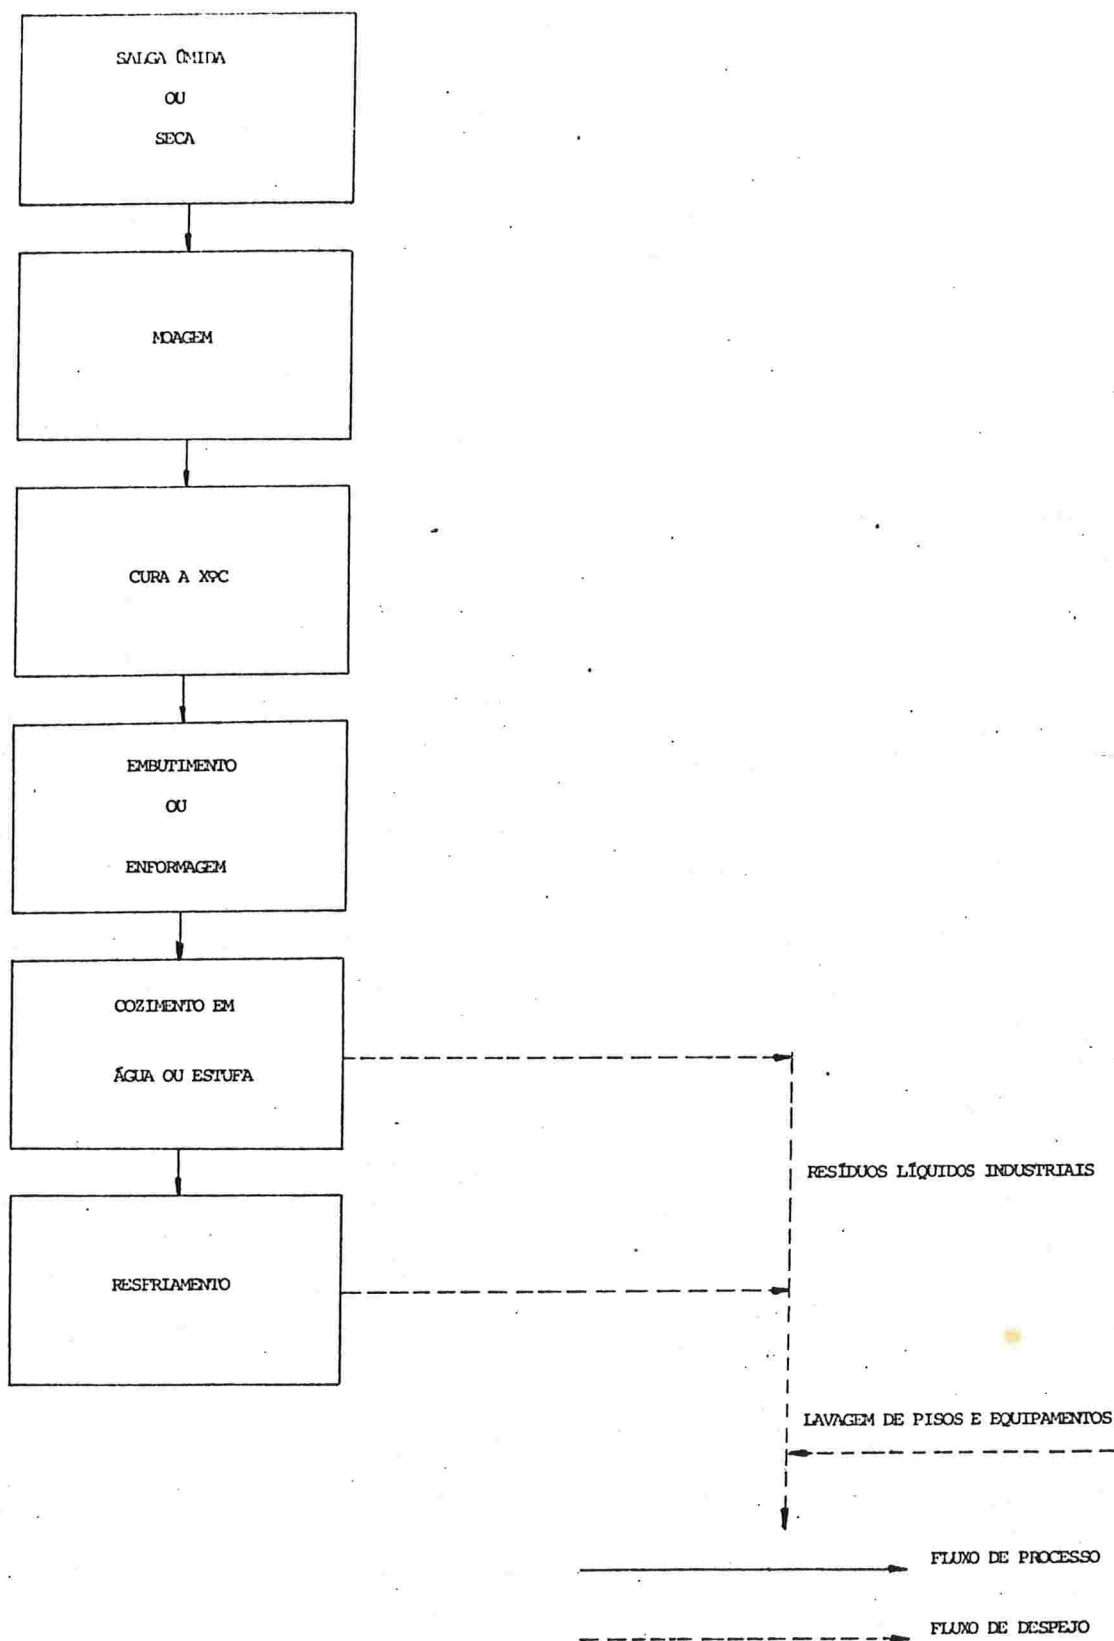 SALGA ÚMIDA
OU
SECA
MOAGEM
CURA A XºC
EMBUTIMENTO
OU
ENFORMAGEM
COZIMENTO EM
ÁGUA OU ESTUFA
RESÍDUOS LÍQUIDOS INDUSTRIAIS
RESFRIAMENTO
LAVAGEM DE PISOS E EQUIPAMENTOS
FLUXO DE PROCESSO
FLUXO DE DESPEJO